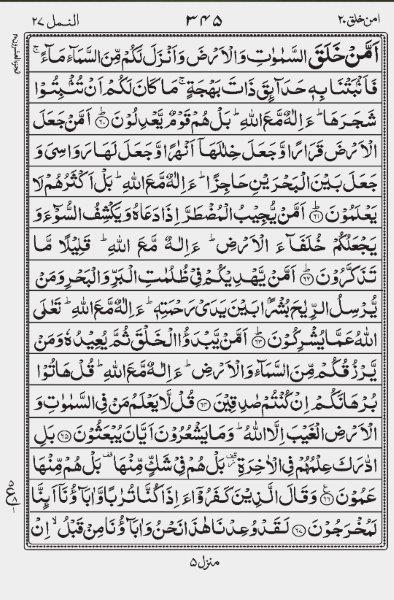 امن خلق ٢٠ ٣٤٥ النمل ٢٧
اَمَّنْ خَلَقَ السَّمٰوٰتِ وَالْاَرْضَ وَاَنْزَلَ لَكُمْ مِّنَ السَّمَآءِ مَآءً ۚ
فَاَنْۢبَتْنَا بِهٖ حَدَآىِٕقَ ذَاتَ بَهْجَةٍ ۚ مَا كَانَ لَكُمْ اَنْ تُنْۢبِتُوْا
شَجَرَهَا ؕ ءَاِلٰهٌ مَّعَ اللّٰهِ ؕ بَلْ هُمْ قَوْمٌ يَّعْدِلُوْنَ ﴿٦٠﴾ اَمَّنْ جَعَلَ
الْاَرْضَ قَرَارًا وَّجَعَلَ خِلٰلَهَاۤ اَنْهٰرًا وَّجَعَلَ لَهَا رَوَاسِيَ وَ
جَعَلَ بَيْنَ الْبَحْرَيْنِ حَاجِزًا ؕ ءَاِلٰهٌ مَّعَ اللّٰهِ ؕ بَلْ اَكْثَرُهُمْ لَا
يَعْلَمُوْنَ ﴿٦١﴾ اَمَّنْ يُّجِيْبُ الْمُضْطَرَّ اِذَا دَعَاهُ وَيَكْشِفُ السُّوْٓءَ وَ
يَجْعَلُكُمْ خُلَفَآءَ الْاَرْضِ ؕ ءَاِلٰهٌ مَّعَ اللّٰهِ ؕ قَلِيْلًا مَّا
تَذَكَّرُوْنَ ﴿٦٢﴾ اَمَّنْ يَّهْدِيْكُمْ فِيْ ظُلُمٰتِ الْبَرِّ وَالْبَحْرِ وَمَنْ
يُّرْسِلُ الرِّيٰحَ بُشْرًۢا بَيْنَ يَدَيْ رَحْمَتِهٖ ؕ ءَاِلٰهٌ مَّعَ اللّٰهِ ؕ تَعٰلَى
اللّٰهُ عَمَّا يُشْرِكُوْنَ ﴿٦٣﴾ اَمَّنْ يَّبْدَؤُا الْخَلْقَ ثُمَّ يُعِيْدُهٗ وَمَنْ
يَّرْزُقُكُمْ مِّنَ السَّمَآءِ وَالْاَرْضِ ؕ ءَاِلٰهٌ مَّعَ اللّٰهِ ؕ قُلْ هَاتُوْا
بُرْهَانَكُمْ اِنْ كُنْتُمْ صٰدِقِيْنَ ﴿٦٤﴾ قُلْ لَّا يَعْلَمُ مَنْ فِي السَّمٰوٰتِ وَ
الْاَرْضِ الْغَيْبَ اِلَّا اللّٰهُ ؕ وَمَا يَشْعُرُوْنَ اَيَّانَ يُبْعَثُوْنَ ﴿٦٥﴾ بَلِ
ادّٰرَكَ عِلْمُهُمْ فِي الْاٰخِرَةِ ۫ بَلْ هُمْ فِيْ شَكٍّ مِّنْهَا ۫ بَلْ هُمْ مِّنْهَا
عَمُوْنَ ﴿٦٦﴾ وَقَالَ الَّذِيْنَ كَفَرُوْۤا ءَاِذَا كُنَّا تُرٰبًا وَّاٰبَآؤُنَاۤ اَىِٕنَّا
لَمُخْرَجُوْنَ ﴿٦٧﴾ لَقَدْ وُعِدْنَا هٰذَا نَحْنُ وَاٰبَآؤُنَا مِنْ قَبْلُ ۙ اِنْ
منزل ٥